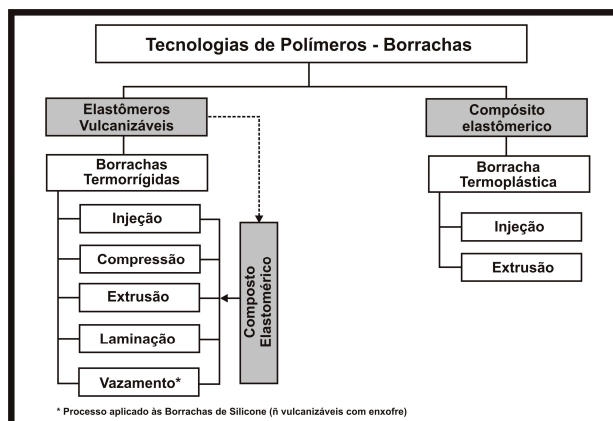 Tecnologias de Polímeros - Borrachas
Elastômeros
Vulcanizáveis
Borrachas
Termorrígidas
Injeção
Compressão
Extrusão
Laminação
Vazamento*
Composto
Elastomérico
Compósito
elastômerico
Borracha
Termoplástica
Injeção
Extrusão
* Processo aplicado às Borrachas de Silicone (ñ vulcanizáveis com enxofre)